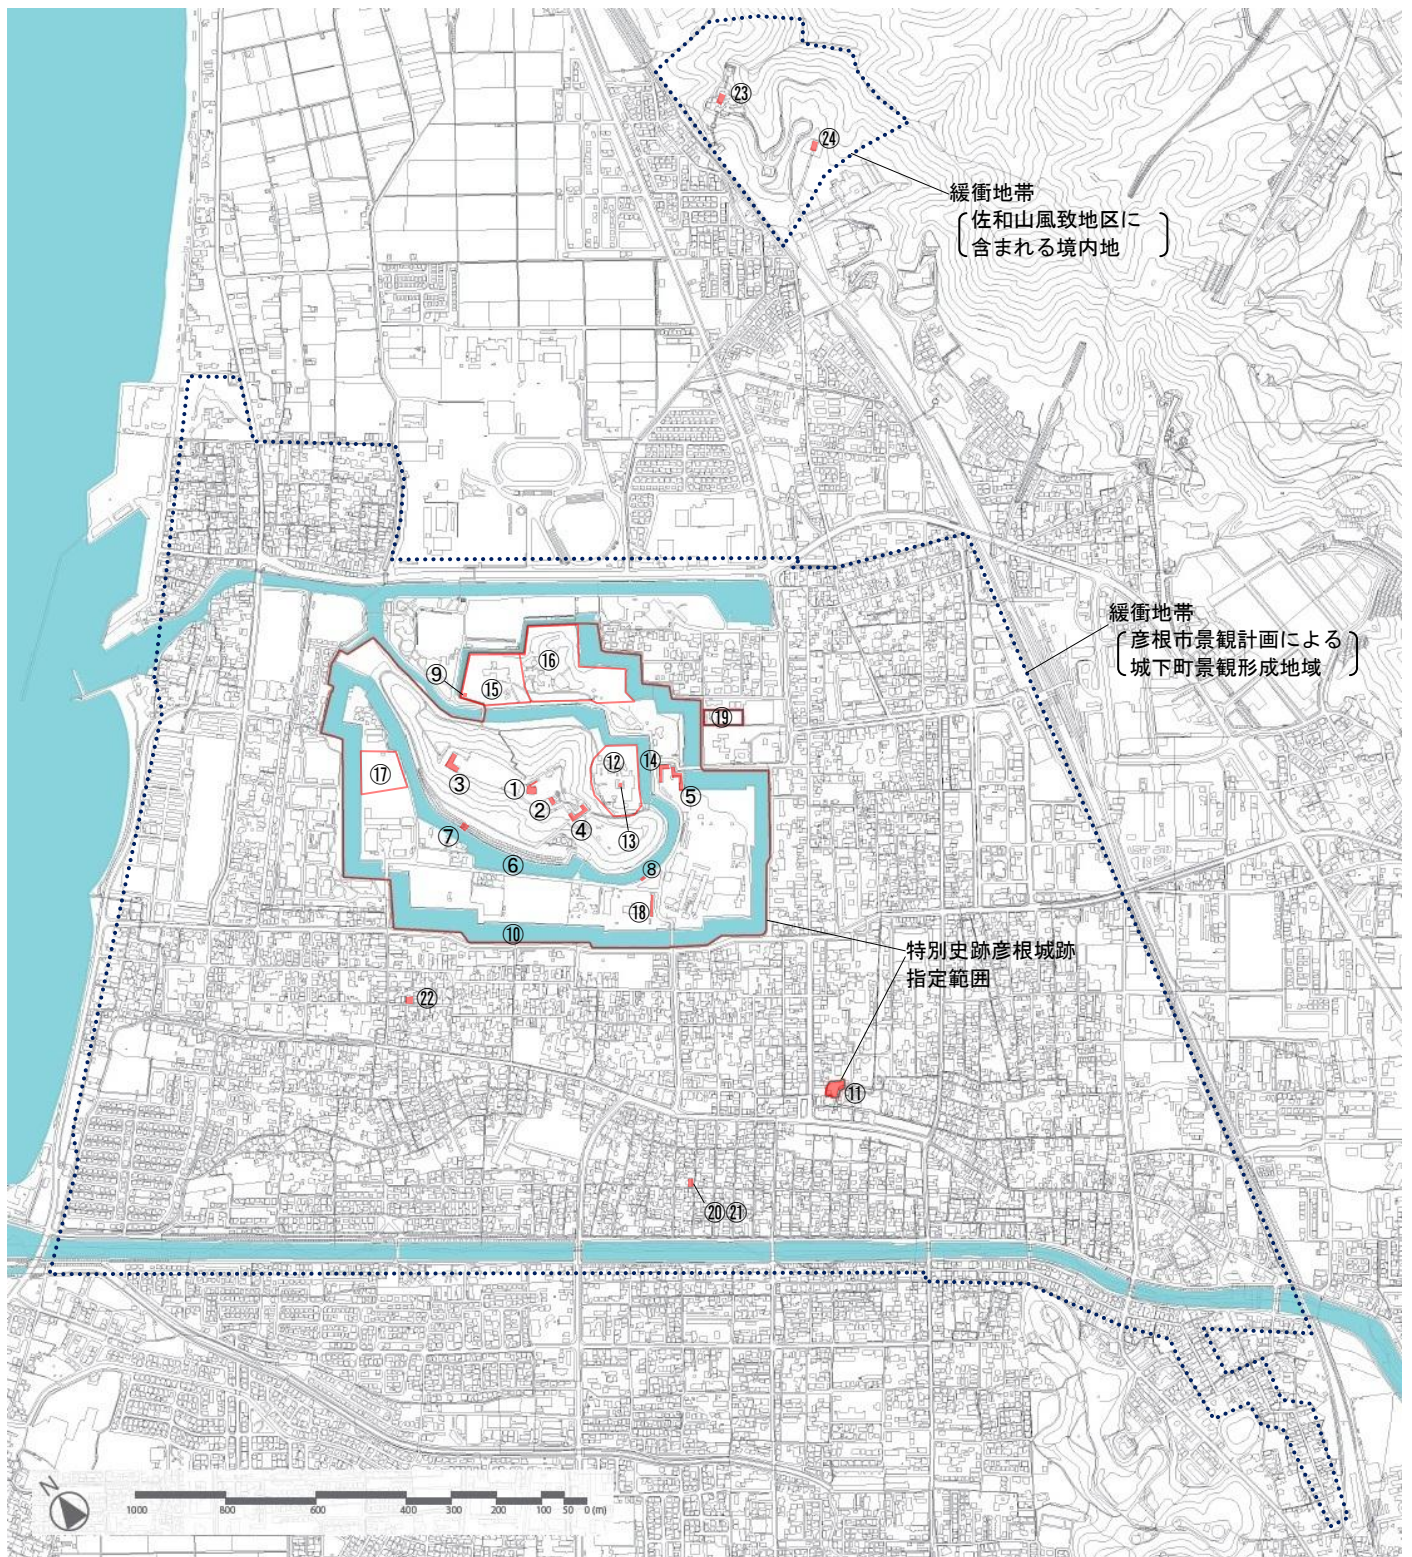 ㉓
㉔
緩衝地帯
佐和山風致地区に
含まれる境内地
緩衝地帯
彦根市景観計画による
城下町景観形成地域
⑨
⑮
⑯
⑲
⑰
③
①
②
④
⑫
⑬
⑭
⑤
⑦
⑥
⑧
⑱
⑩
特別史跡彦根城跡
指定範囲
㉒
⑪
⑳ ㉑
N
1000 800 600 400 300 200 100 50 0 (m)